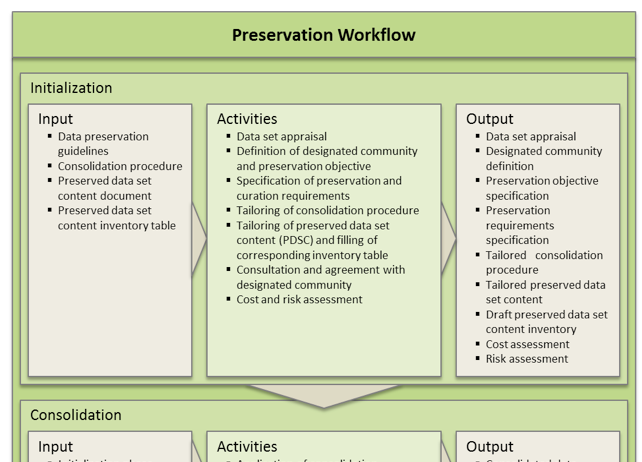 Preservation Workflow
Initialization
Input
▪ Data preservation
guidelines
▪ Consolidation procedure
▪ Preserved data set
content document
▪ Preserved data set
content inventory table
Activities
▪ Data set appraisal
▪ Definition of designated community
and preservation objective
▪ Specification of preservation and
curation requirements
▪ Tailoring of consolidation procedure
▪ Tailoring of preserved data set
content (PDSC) and filling of
corresponding inventory table
▪ Consultation and agreement with
designated community
▪ Cost and risk assessment
Output
▪ Data set appraisal
▪ Designated community
definition
▪ Preservation objective
specification
▪ Preservation
requirements
specification
▪ Tailored consolidation
procedure
▪ Tailored preserved data
set content
▪ Draft preserved data set
content inventory
▪ Cost assessment
▪ Risk assessment
Consolidation
Input
Activities
Output